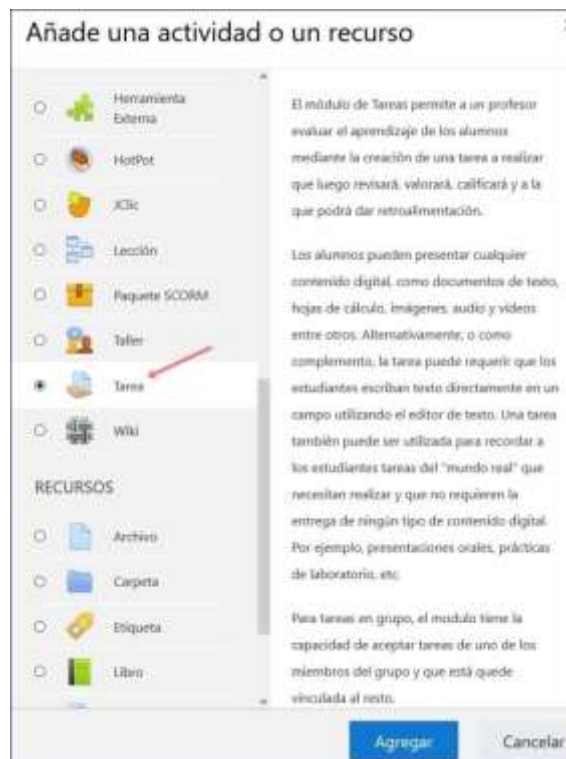 Añade una actividad o un recurso
Herramienta
Externa
HotPot
JClic
Lección
Paquete SCORM
Taller
Tarea
Wiki
RECURSOS
Archivo
Carpeta
Etiqueta
Libro
El módulo de Tareas permite a un profesor
evaluar el aprendizaje de los alumnos
mediante la creación de una tarea a realizar
que luego revisará, valorará, calificará y a la
que podrá dar retroalimentación.
Los alumnos pueden presentar cualquier
contenido digital, como documentos de texto,
hojas de cálculo, imágenes, audio y vídeos
entre otros. Alternativamente, o como
complemento, la tarea puede requerir que los
estudiantes escriban texto directamente en un
campo utilizando el editor de texto. Una tarea
también puede ser utilizada para recordar a
los estudiantes tareas del "mundo real" que
necesitan realizar y que no requieren la
entrega de ningún tipo de contenido digital.
Por ejemplo, presentaciones orales, prácticas
de laboratorio, etc.
Para tareas en grupo, el modulo tiene la
capacidad de aceptar tareas de uno de los
miembros del grupo y que está quede
vinculada al resto.
Agregar
Cancelar